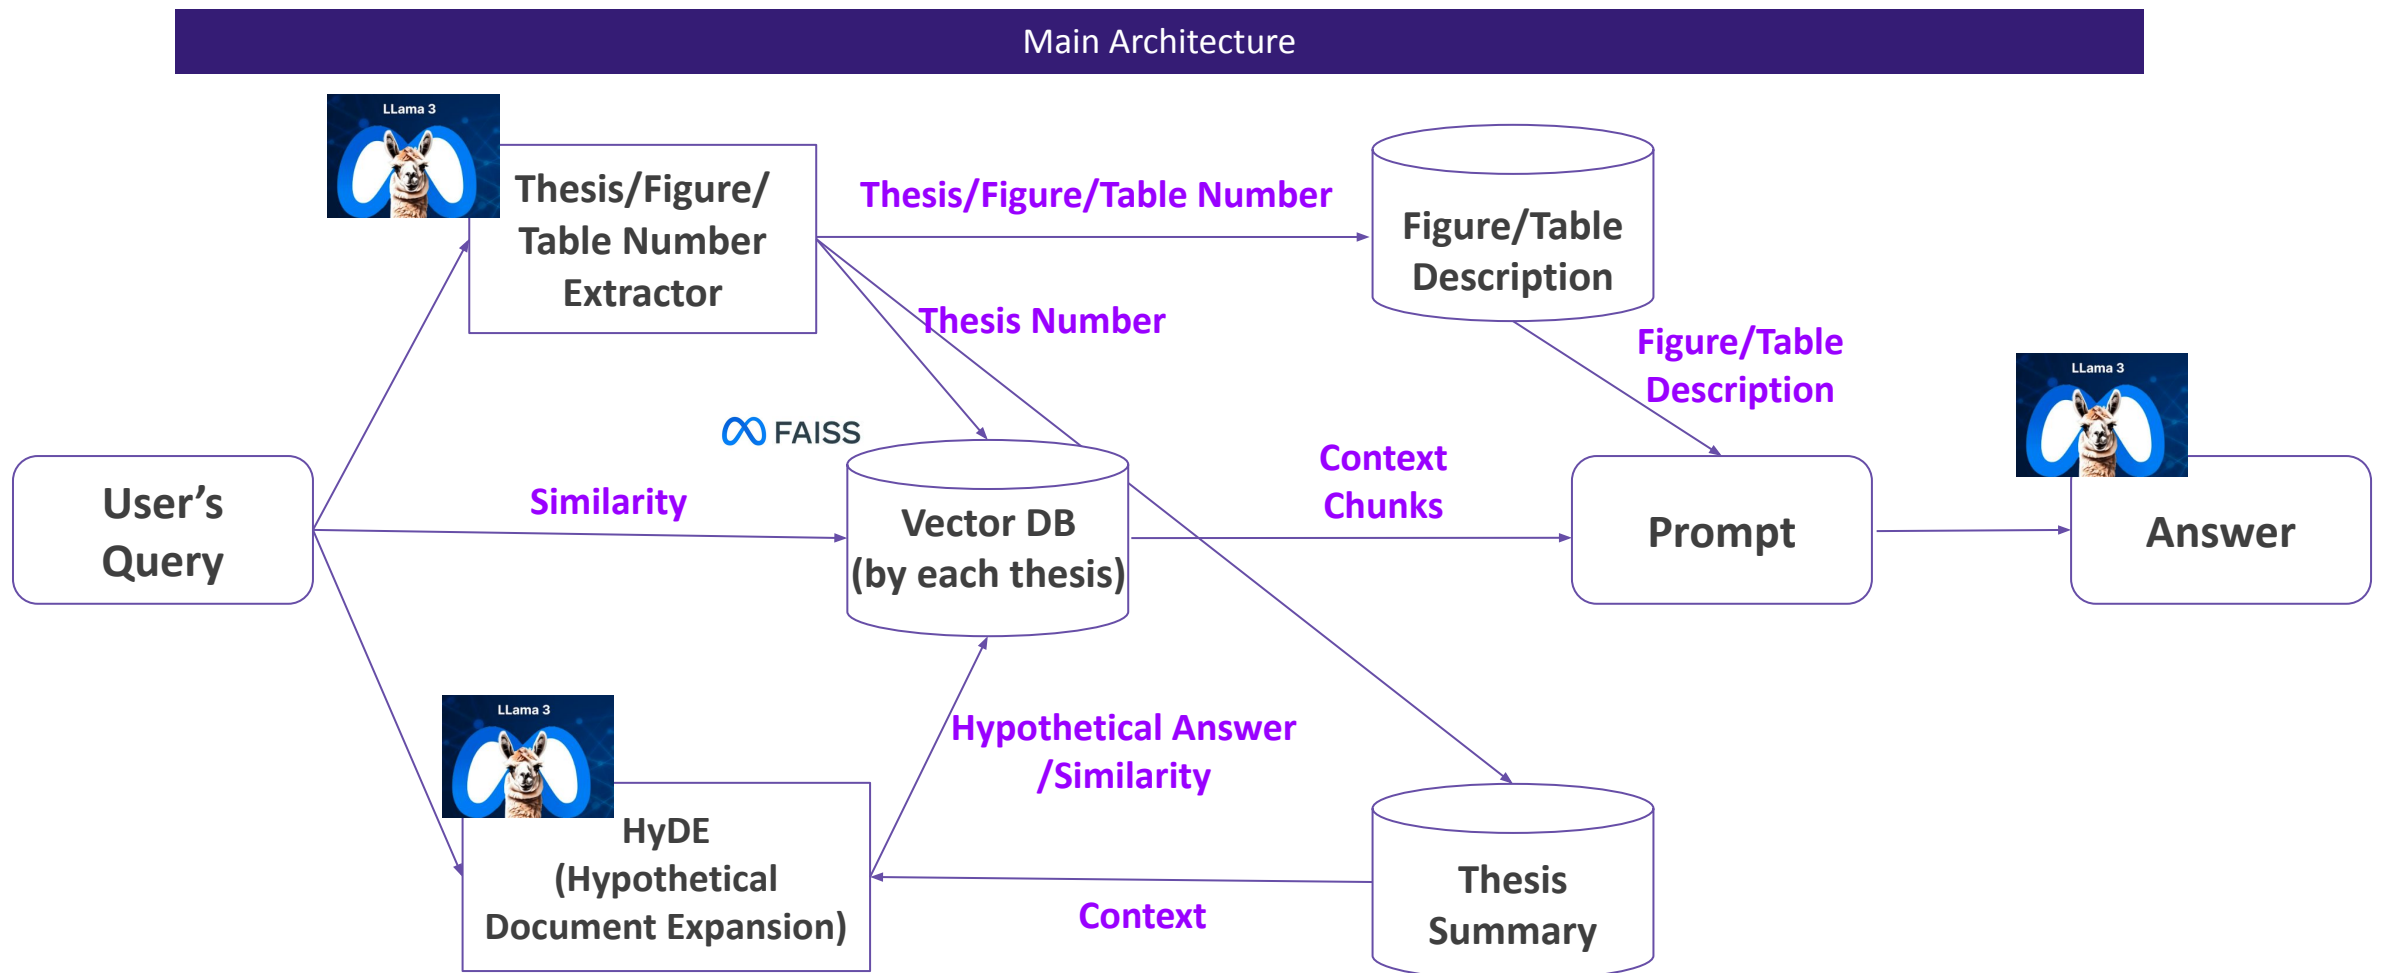 Main Architecture
LLama 3
Thesis/Figure/
Table Number
Extractor
Thesis/Figure/Table Number
Figure/Table
Description
Thesis Number
Figure/Table
Description
LLama 3
FAISS
User’s
Query
Similarity
Vector DB
(by each thesis)
Context
Chunks
Prompt
Answer
LLama 3
HyDE
(Hypothetical
Document Expansion)
Hypothetical Answer
/Similarity
Context
Thesis
Summary